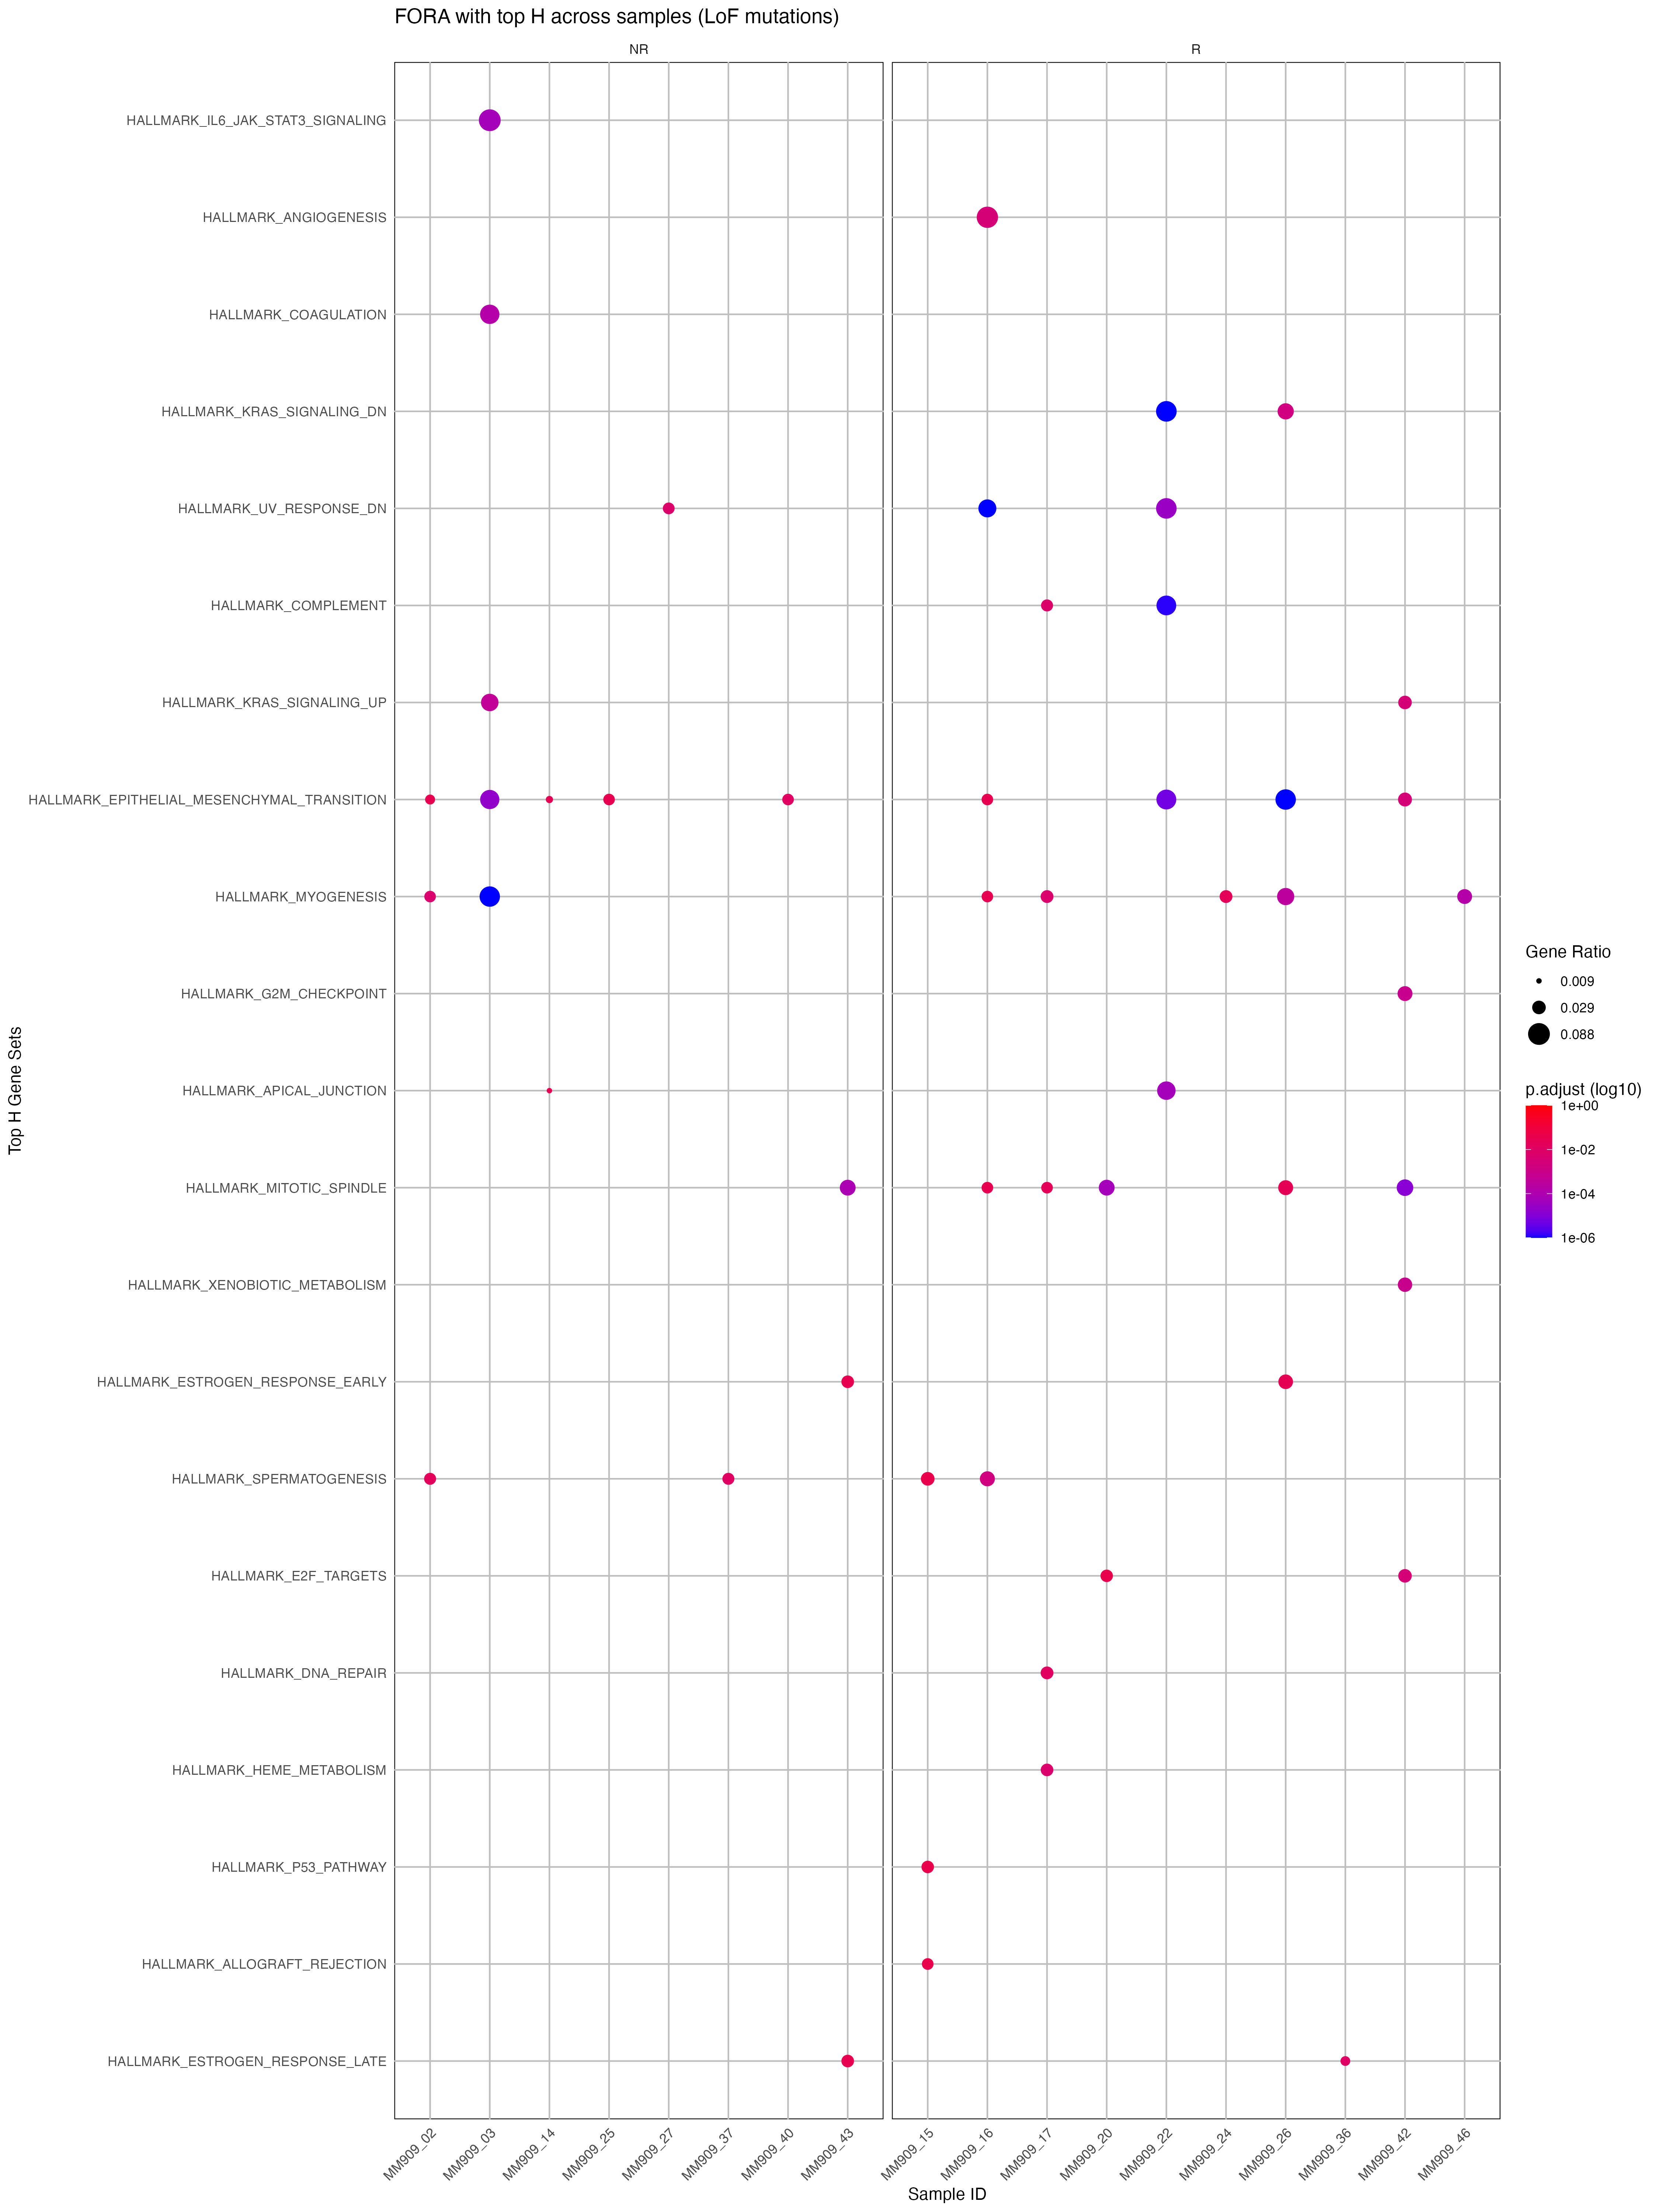 FORA with top H across samples (LoF mutations)
NR
R
HALLMARK_IL6_JAK_STAT3_SIGNALING
HALLMARK_ANGIOGENESIS
HALLMARK_COAGULATION
HALLMARK_KRAS_SIGNALING_DN
HALLMARK_UV_RESPONSE_DN
HALLMARK_COMPLEMENT
HALLMARK_KRAS_SIGNALING_UP
HALLMARK_EPITHELIAL_MESENCHYMAL_TRANSITION
HALLMARK_MYOGENESIS
HALLMARK_G2M_CHECKPOINT
HALLMARK_APICAL_JUNCTION
HALLMARK_MITOTIC_SPINDLE
HALLMARK_XENOBIOTIC_METABOLISM
HALLMARK_ESTROGEN_RESPONSE_EARLY
HALLMARK_SPERMATOGENESIS
HALLMARK_E2F_TARGETS
HALLMARK_DNA_REPAIR
HALLMARK_HEME_METABOLISM
HALLMARK_P53_PATHWAY
HALLMARK_ALLOGRAFT_REJECTION
HALLMARK_ESTROGEN_RESPONSE_LATE
Top H Gene Sets
MM909_02
MM909_03
MM909_14
MM909_25
MM909_27
MM909_37
MM909_40
MM909_43
MM909_15
MM909_16
MM909_17
MM909_20
MM909_22
MM909_24
MM909_26
MM909_36
MM909_42
MM909_46
Sample ID
Gene Ratio
0.009
0.029
0.088
p.adjust (log10)
1e+00
1e-02
1e-04
1e-06